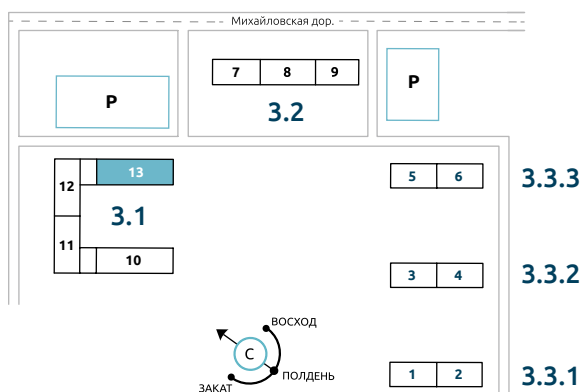 Михайловская дор.
P
7 8 9
3.2
P
12
13
3.1
11
10
5 6
3.3.3
3 4
3.3.2
ВОСХОД
С
ПОЛДЕНЬ
ЗАКАТ
1 2
3.3.1